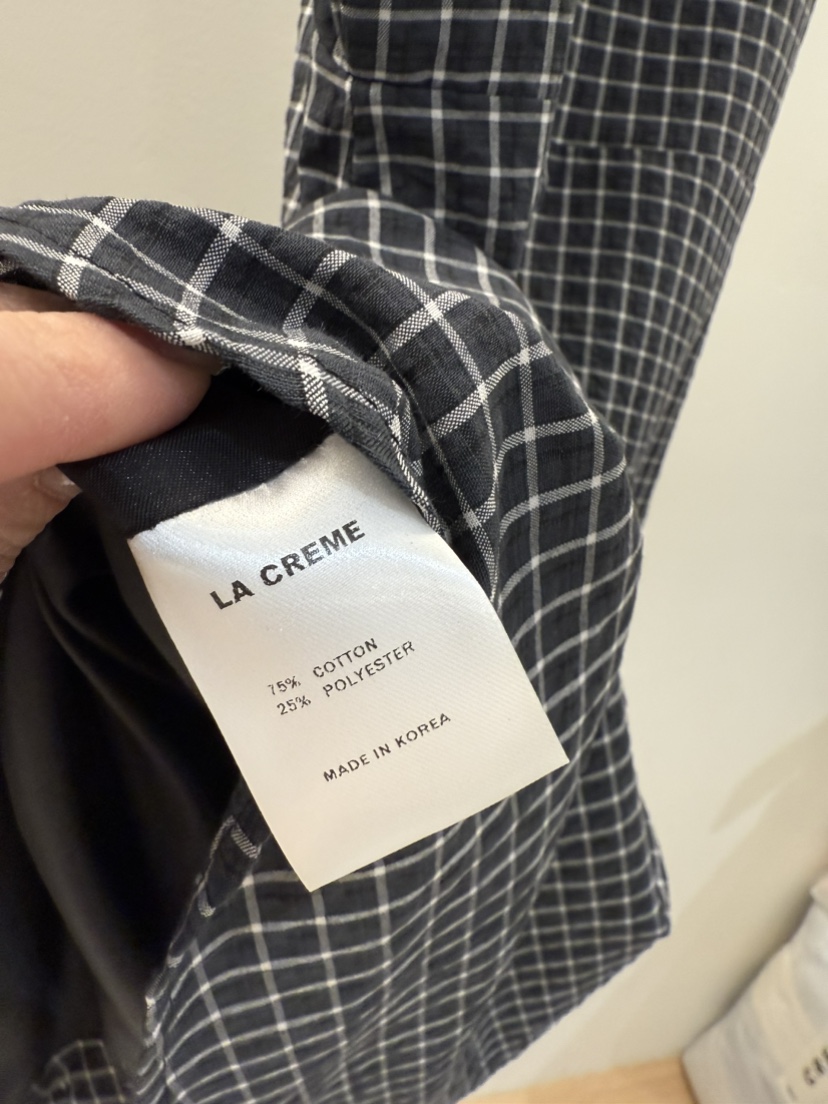 LA CREME
75% COTTON
25% POLYESTER
MADE IN KOREA